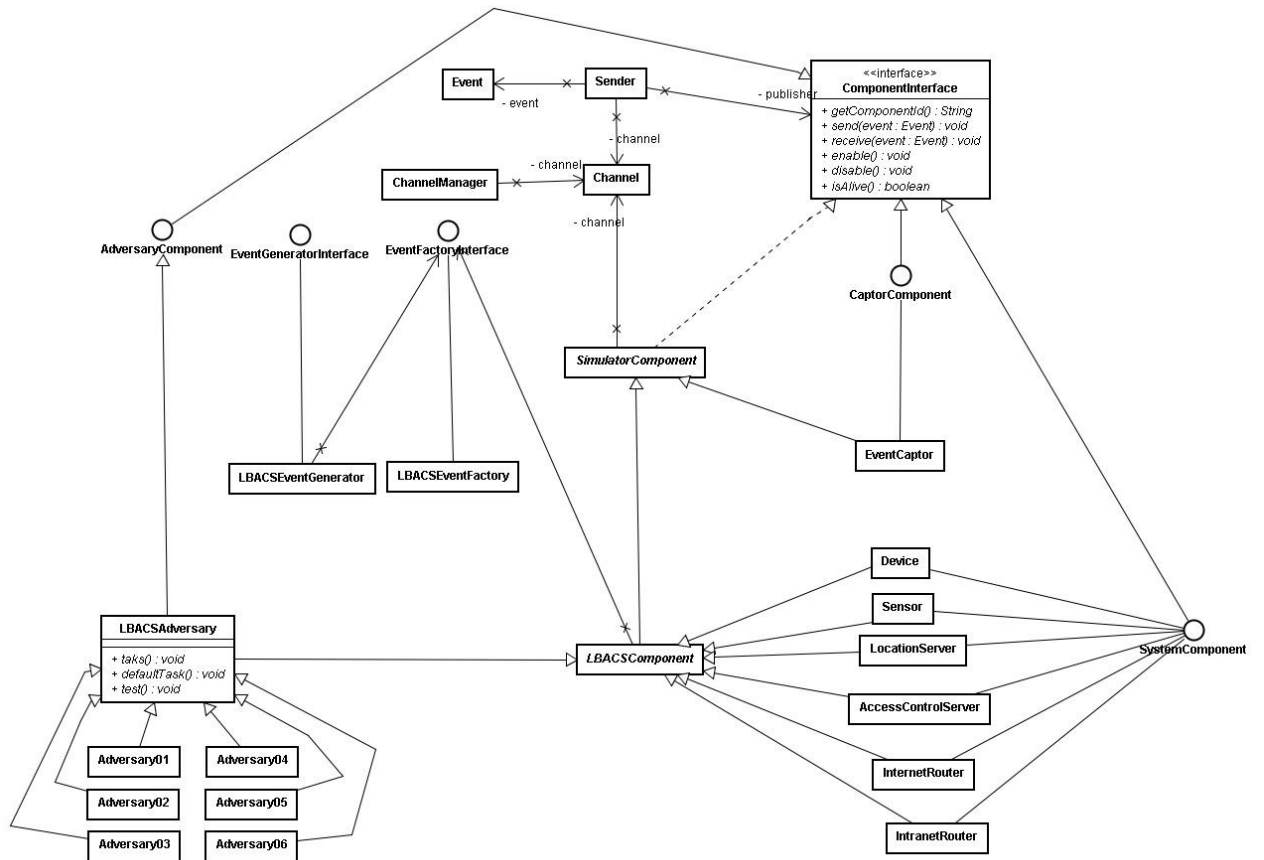 <<interface>>
ComponentInterface
+ getComponentId() : String
+ send(event : Event) : void
+ receive(event : Event) : void
+ enable() : void
+ disable() : void
+ isAlive() : boolean
Event
Sender
- event
- publisher
- channel
ChannelManager
- channel
Channel
- channel
AdversaryComponent
EventGeneratorInterface
EventFactoryInterface
CaptorComponent
SimulatorComponent
EventCaptor
LBACSEventGenerator
LBACSEventFactory
Device
Sensor
LocationServer
SystemComponent
AccessControlServer
InternetRouter
IntranetRouter
LBACSComponent
LBACSAdversary
+ taks() : void
+ defaultTask() : void
+ test() : void
Adversary01
Adversary04
Adversary02
Adversary05
Adversary03
Adversary06